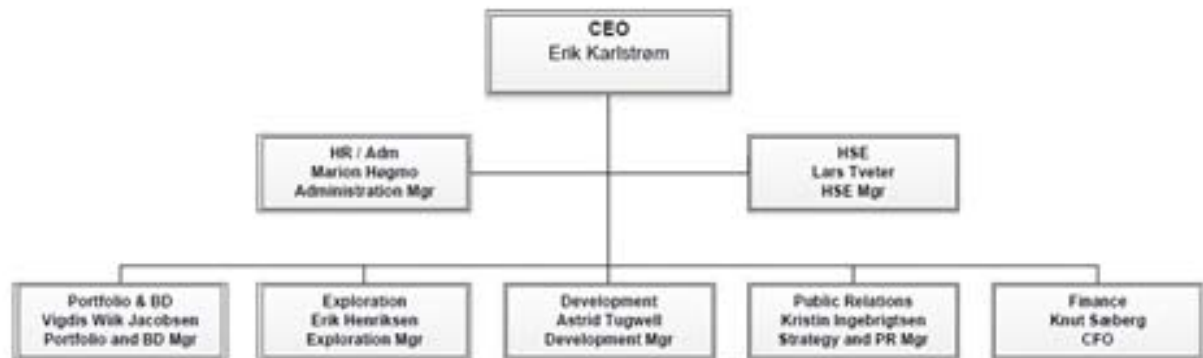 CEO
Erik Karlstrøm
HR / Adm
Marion Høgmo
Administration Mgr
HSE
Lars Tveter
HSE Mgr
Portfolio & BD
Vigdis Wiik Jacobsen
Portfolio and BD Mgr
Exploration
Erik Henriksen
Exploration Mgr
Development
Astrid Tugwell
Development Mgr
Public Relations
Kristin Ingebrigtsen
Strategy and PR Mgr
Finance
Knut Sæberg
CFO